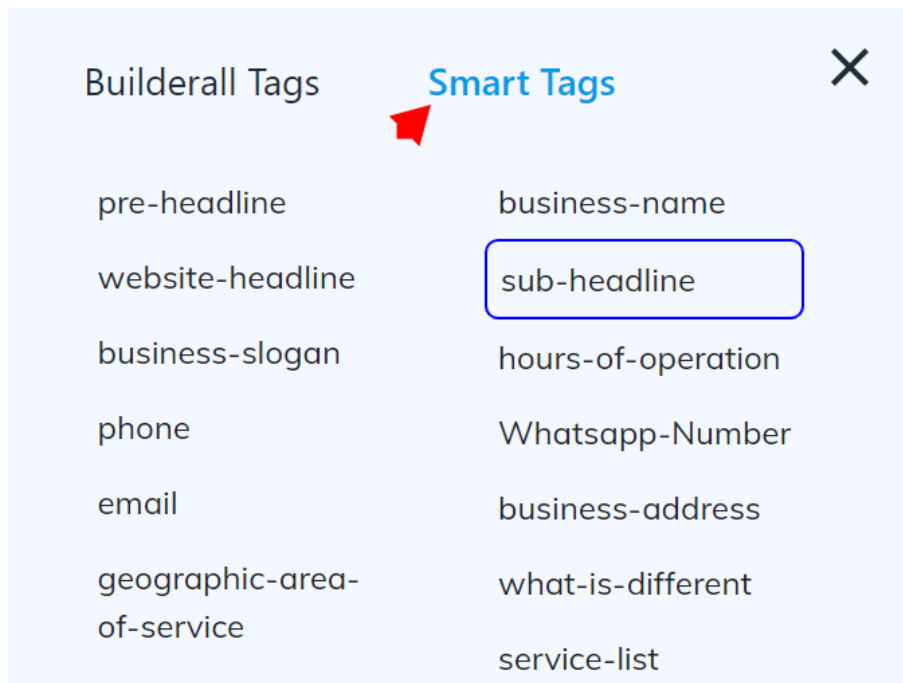 Builderall Tags
Smart Tags
pre-headline
business-name
website-headline
sub-headline
business-slogan
hours-of-operation
phone
Whatsapp-Number
email
business-address
geographic-area-
of-service
what-is-different
service-list